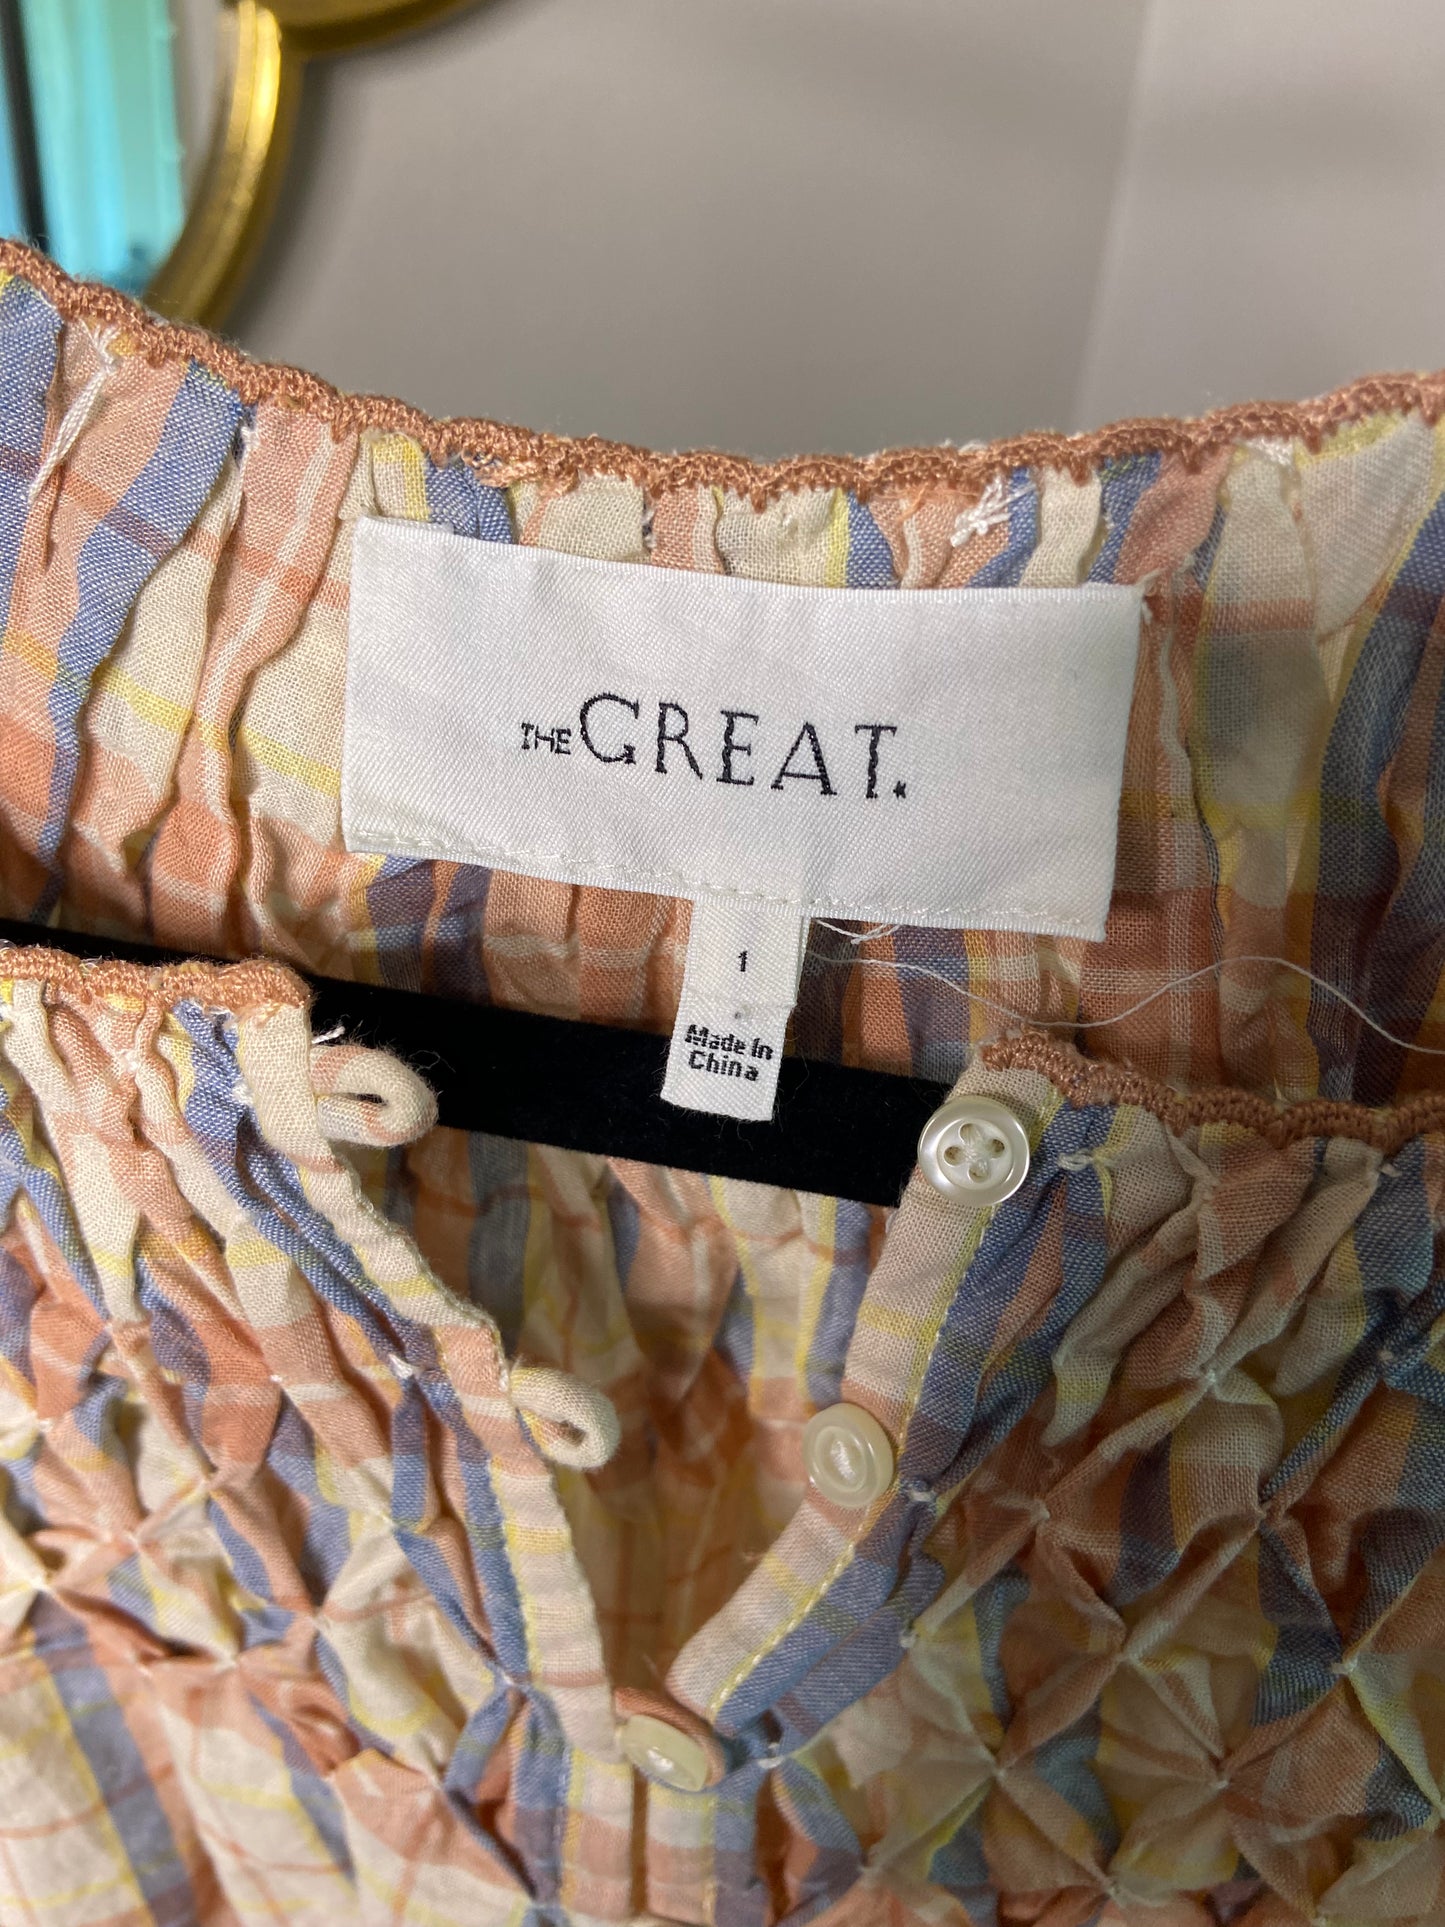 THE GREAT.
1
Made In
China